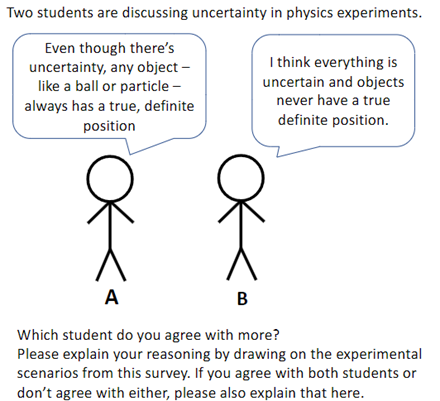 Two students are discussing uncertainty in physics experiments.
Even though there's
uncertainty, any object –
like a ball or particle –
always has a true, definite
position
I think everything is
uncertain and objects
never have a true
definite position.
A
B
Which student do you agree with more?
Please explain your reasoning by drawing on the experimental
scenarios from this survey. If you agree with both students or
don't agree with either, please also explain that here.